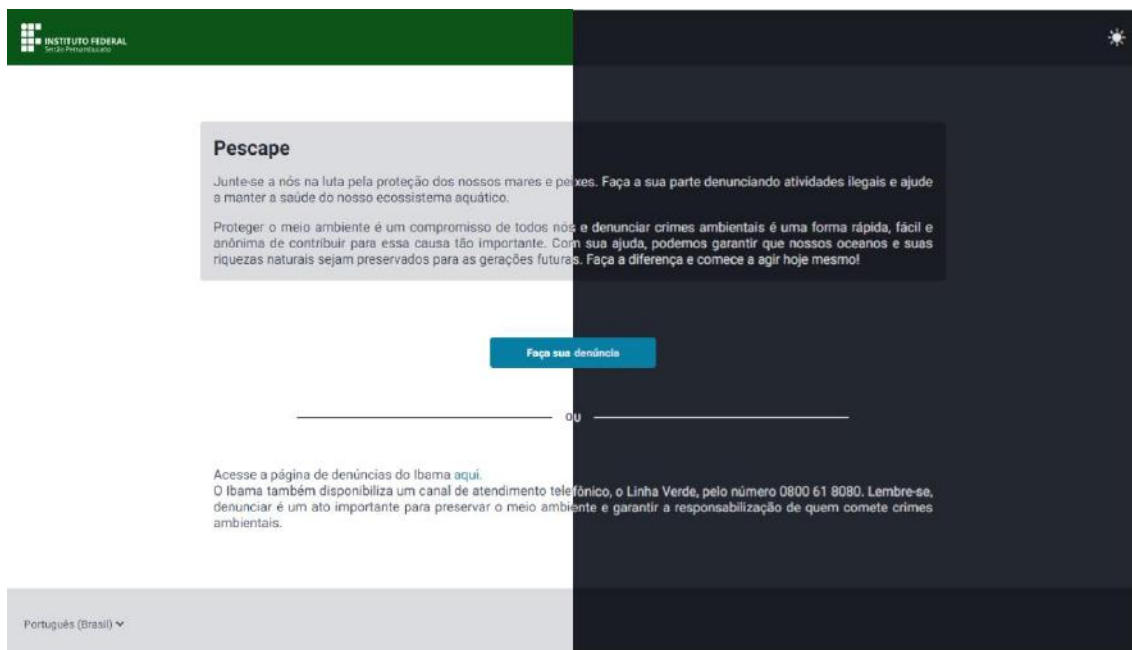 INSTITUTO FEDERAL
Sertão Pernambucano
Pescape
Junte-se a nós na luta pela proteção dos nossos mares e peixes. Faça a sua parte denunciando atividades ilegais e ajude
a manter a saúde do nosso ecossistema aquático.
Proteger o meio ambiente é um compromisso de todos nós e denunciar crimes ambientais é uma forma rápida, fácil e
anônima de contribuir para essa causa tão importante. Com sua ajuda, podemos garantir que nossos oceanos e suas
riquezas naturais sejam preservados para as gerações futuras. Faça a diferença e comece a agir hoje mesmo!
Faça sua denúncia
OU
Acesse a página de denúncias do Ibama aqui.
O Ibama também disponibiliza um canal de atendimento telefônico, o Linha Verde, pelo número 0800 61 8080. Lembre-se,
denunciar é um ato importante para preservar o meio ambiente e garantir a responsabilização de quem comete crimes
ambientais.
Português (Brasil)